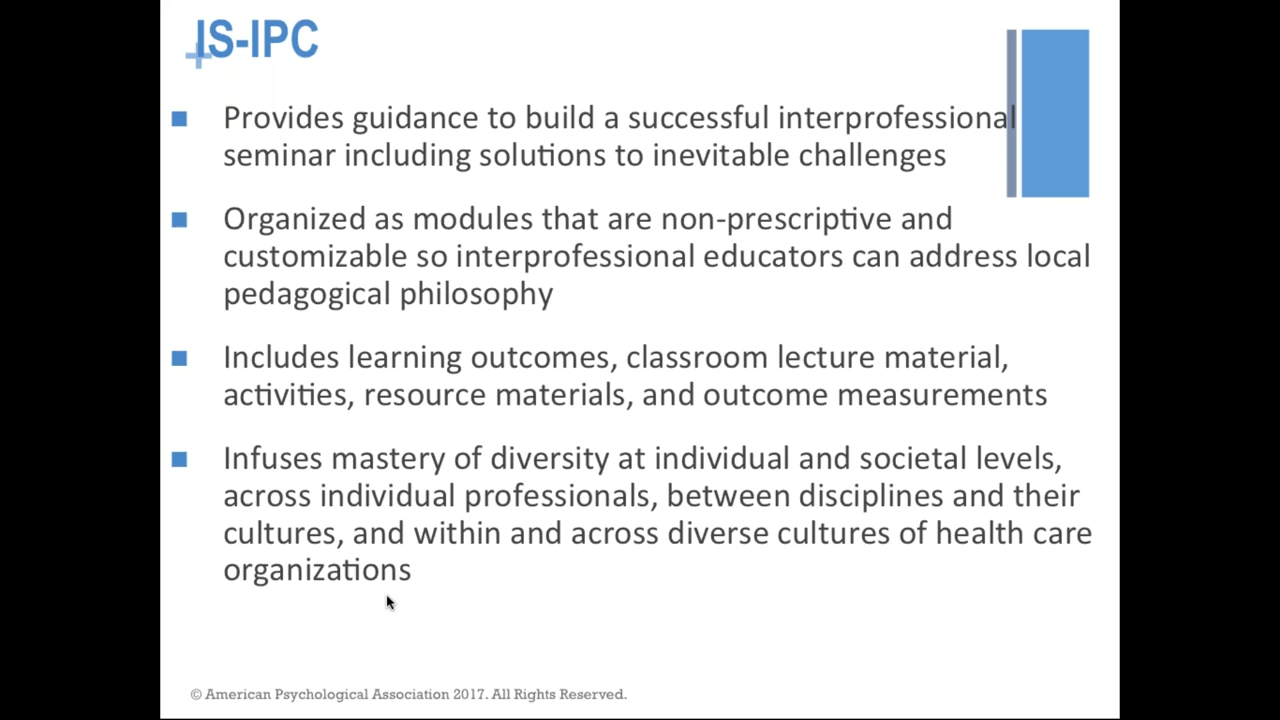 IS-IPC
Provides guidance to build a successful interprofessional
seminar including solutions to inevitable challenges
Organized as modules that are non-prescriptive and
customizable so interprofessional educators can address local
pedagogical philosophy
Includes learning outcomes, classroom lecture material,
activities, resource materials, and outcome measurements
Infuses mastery of diversity at individual and societal levels,
across individual professionals, between disciplines and their
cultures, and within and across diverse cultures of health care
organizations
© American Psychological Association 2017. All Rights Reserved.